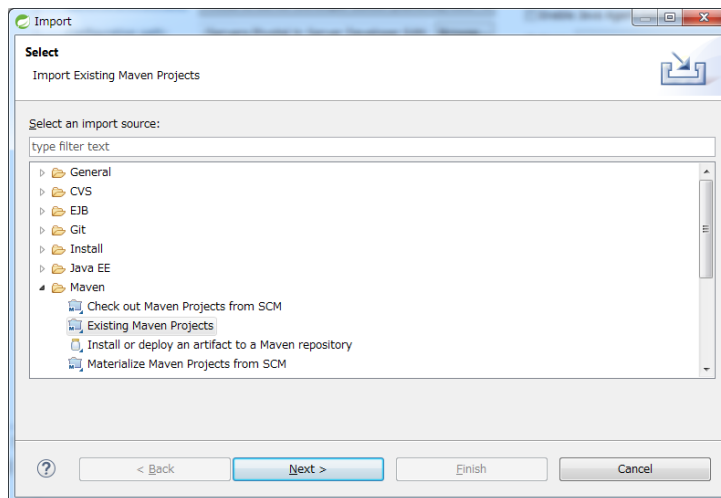 Import
Select
Import Existing Maven Projects
Select an import source:
type filter text
General
CVS
EJB
Git
Install
Java EE
Maven
Check out Maven Projects from SCM
Existing Maven Projects
Install or deploy an artifact to a Maven repository
Materialize Maven Projects from SCM
< Back
Next >
Finish
Cancel